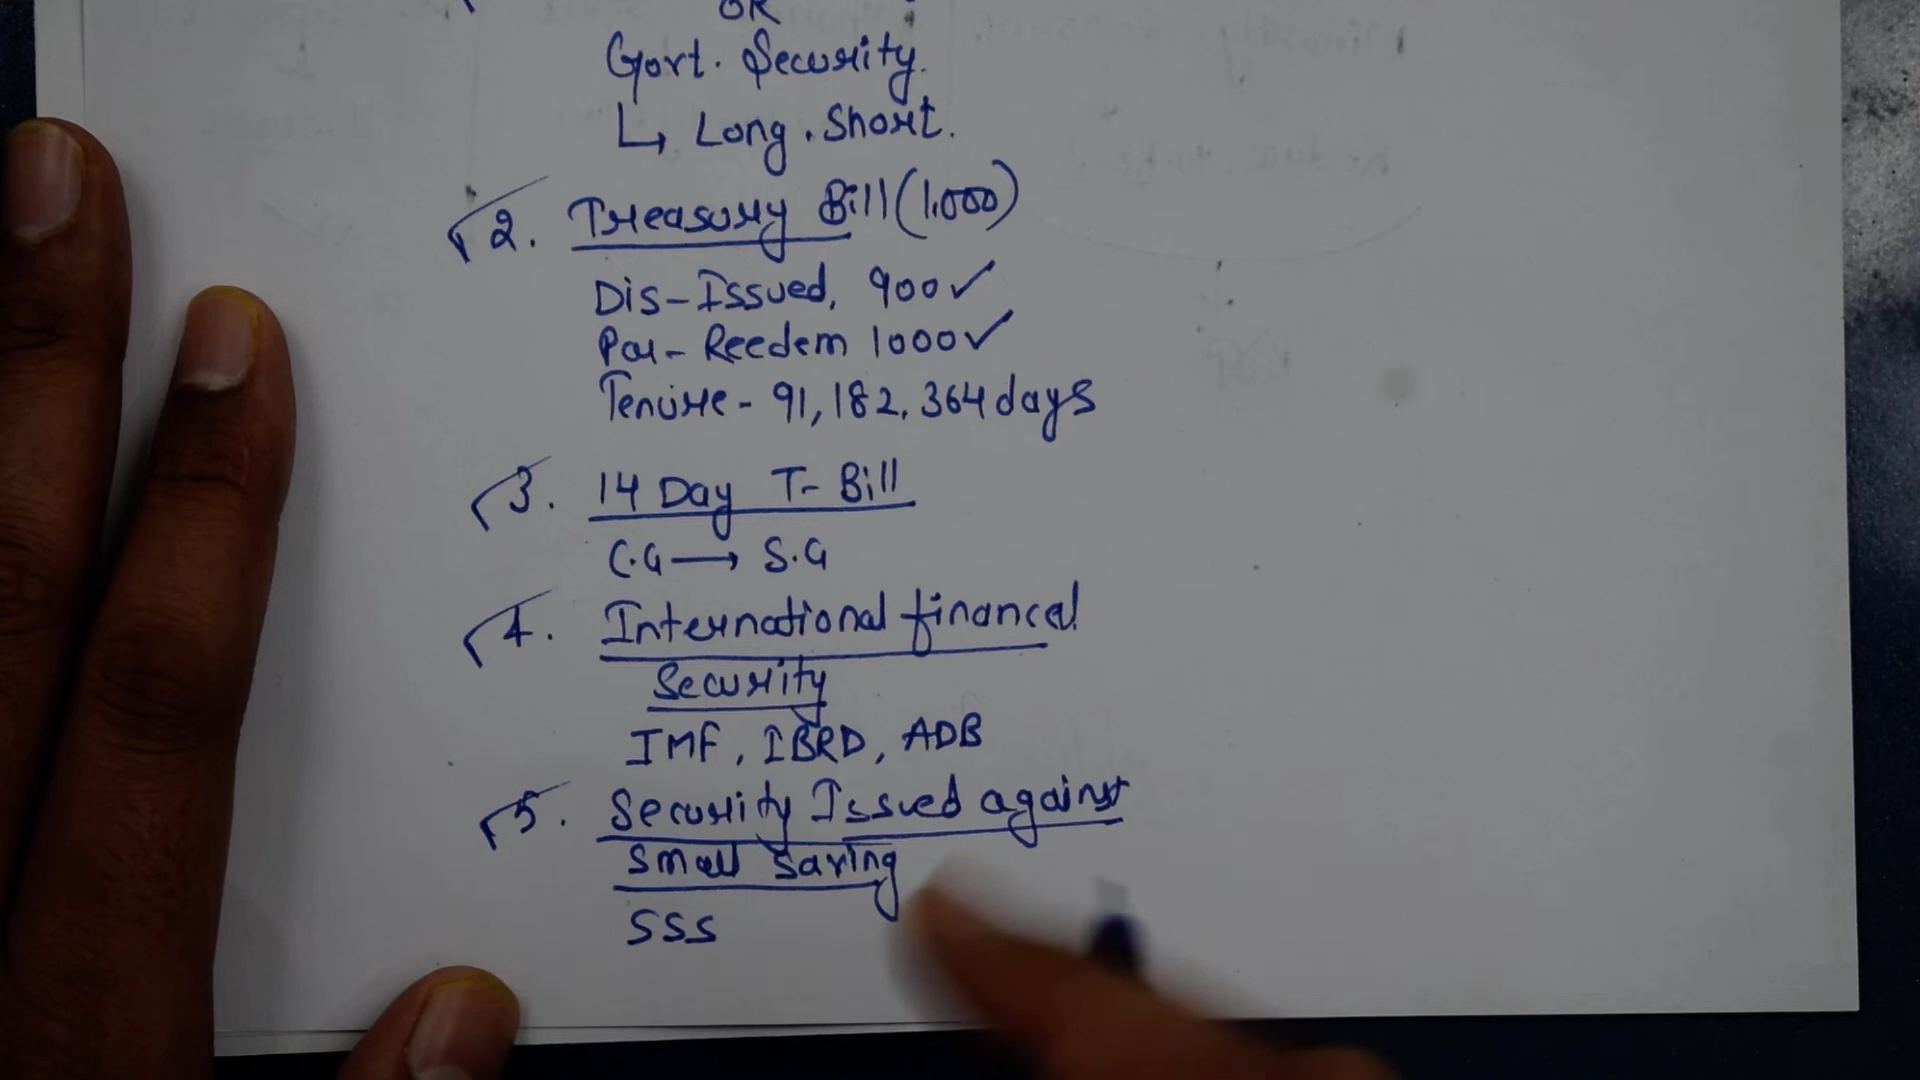 OR
Govt. Security.
↳ Long. Short.
2. Treasury Bill (1,000)
Dis-Issued, 900 ✓
Par- Reedem 1000 ✓
Tenure - 91, 182, 364 days
3. 14 Day T- Bill
C.G → S.G
4. International financial
Security
IMF, IBRD, ADB
5. Security Issued against
Small Saving
SSS